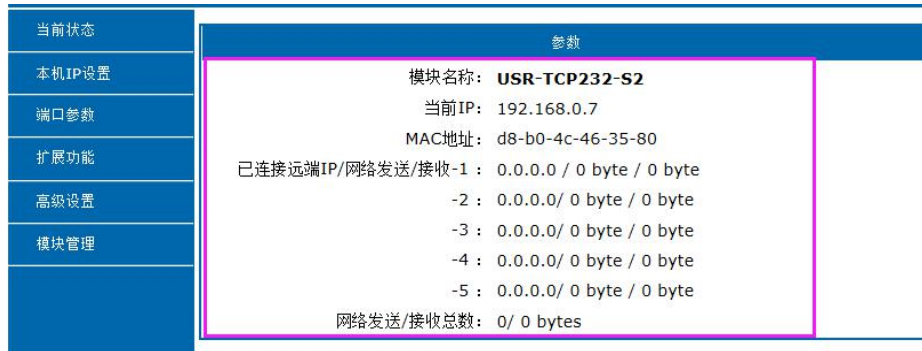 当前状态
本机IP设置
端口参数
扩展功能
高级设置
模块管理
参数
模块名称： USR-TCP232-S2
当前IP： 192.168.0.7
MAC地址： d8-b0-4c-46-35-80
已连接远端IP/网络发送/接收-1： 0.0.0.0 / 0 byte / 0 byte
-2： 0.0.0.0/ 0 byte / 0 byte
-3： 0.0.0.0/ 0 byte / 0 byte
-4： 0.0.0.0/ 0 byte / 0 byte
-5： 0.0.0.0/ 0 byte / 0 byte
网络发送/接收总数： 0/ 0 bytes